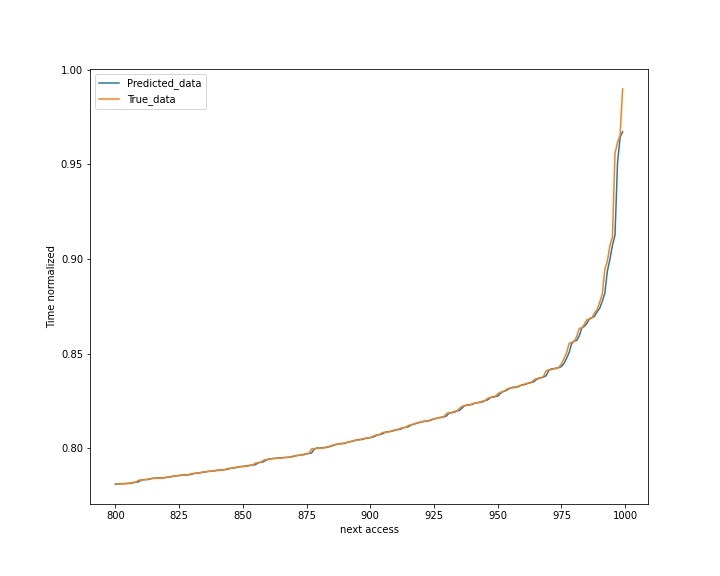 Predicted_data
True_data
1.00
0.95
0.90
0.85
0.80
Time normalized
800 825 850 875 900 925 950 975 1000
next access